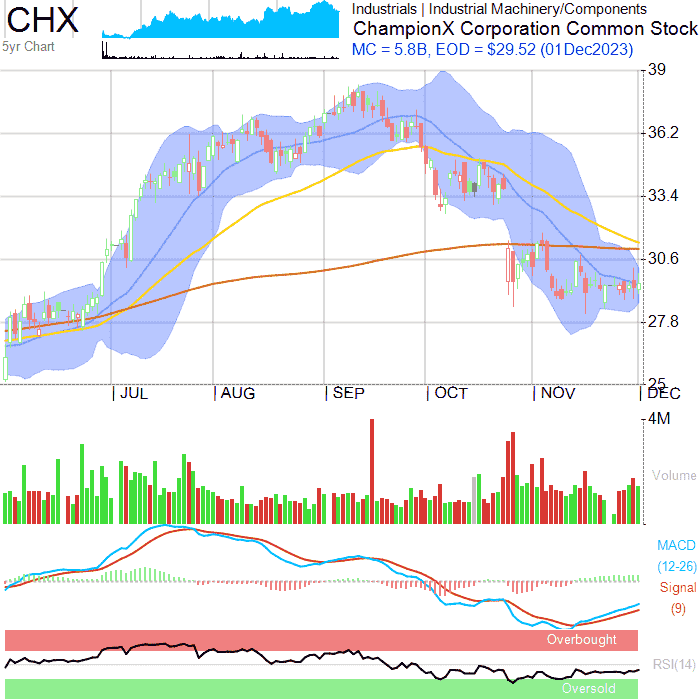 CHX
5yr Chart
Industrials | Industrial Machinery/Components
ChampionX Corporation Common Stock
MC = 5.8B, EOD = $29.52 (01Dec2023)
39
36.2
33.4
30.6
27.8
25
| JUL
| AUG
| SEP
| OCT
| NOV
| DEC
4M
Volume
MACD
(12-26)
Signal
(9)
Overbought
RSI(14)
Oversold